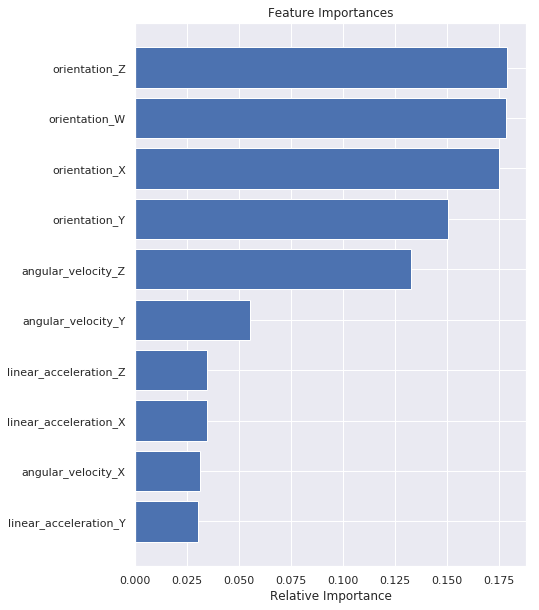 Feature Importances
orientation_Z
orientation_W
orientation_X
orientation_Y
angular_velocity_Z
angular_velocity_Y
linear_acceleration_Z
linear_acceleration_X
angular_velocity_X
linear_acceleration_Y
0.000 0.025 0.050 0.075 0.100 0.125 0.150 0.175
Relative Importance